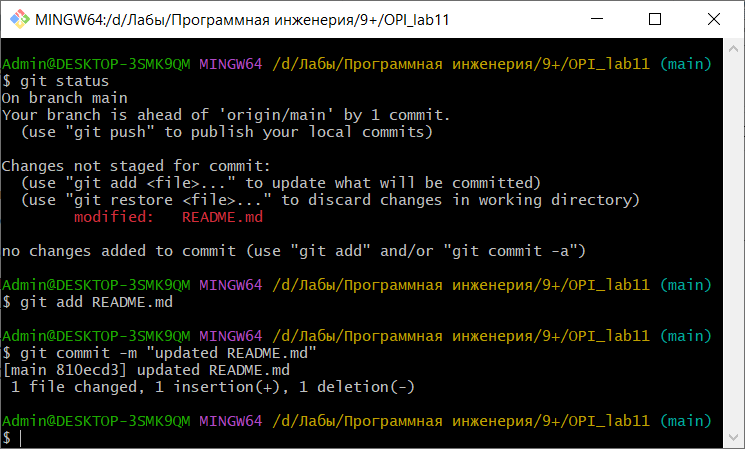 MINGW64:/d/Лабы/Программная инженерия/9+/OPI_lab11
Admin@DESKTOP-3SMK9QM MINGW64 /d/Лабы/Программная инженерия/9+/OPI_lab11 (main)
$ git status
On branch main
Your branch is ahead of 'origin/main' by 1 commit.
  (use "git push" to publish your local commits)
Changes not staged for commit:
  (use "git add <file>..." to update what will be committed)
  (use "git restore <file>..." to discard changes in working directory)
        modified:   README.md
no changes added to commit (use "git add" and/or "git commit -a")
Admin@DESKTOP-3SMK9QM MINGW64 /d/Лабы/Программная инженерия/9+/OPI_lab11 (main)
$ git add README.md
Admin@DESKTOP-3SMK9QM MINGW64 /d/Лабы/Программная инженерия/9+/OPI_lab11 (main)
$ git commit -m "updated README.md"
[main 810ecd3] updated README.md
 1 file changed, 1 insertion(+), 1 deletion(-)
Admin@DESKTOP-3SMK9QM MINGW64 /d/Лабы/Программная инженерия/9+/OPI_lab11 (main)
$